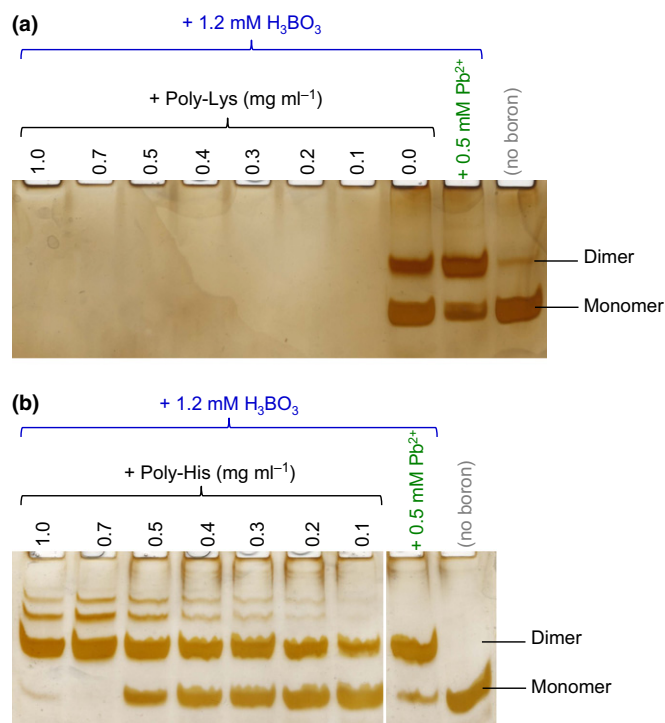 (a)
+ 1.2 mM H₃BO₃
+ Poly-Lys (mg ml⁻¹)
1.0 0.7 0.5 0.4 0.3 0.2 0.1 0.0 + 0.5 mM Pb²⁺ (no boron)
Dimer
Monomer
(b)
+ 1.2 mM H₃BO₃
+ Poly-His (mg ml⁻¹)
1.0 0.7 0.5 0.4 0.3 0.2 0.1 + 0.5 mM Pb²⁺ (no boron)
Dimer
Monomer